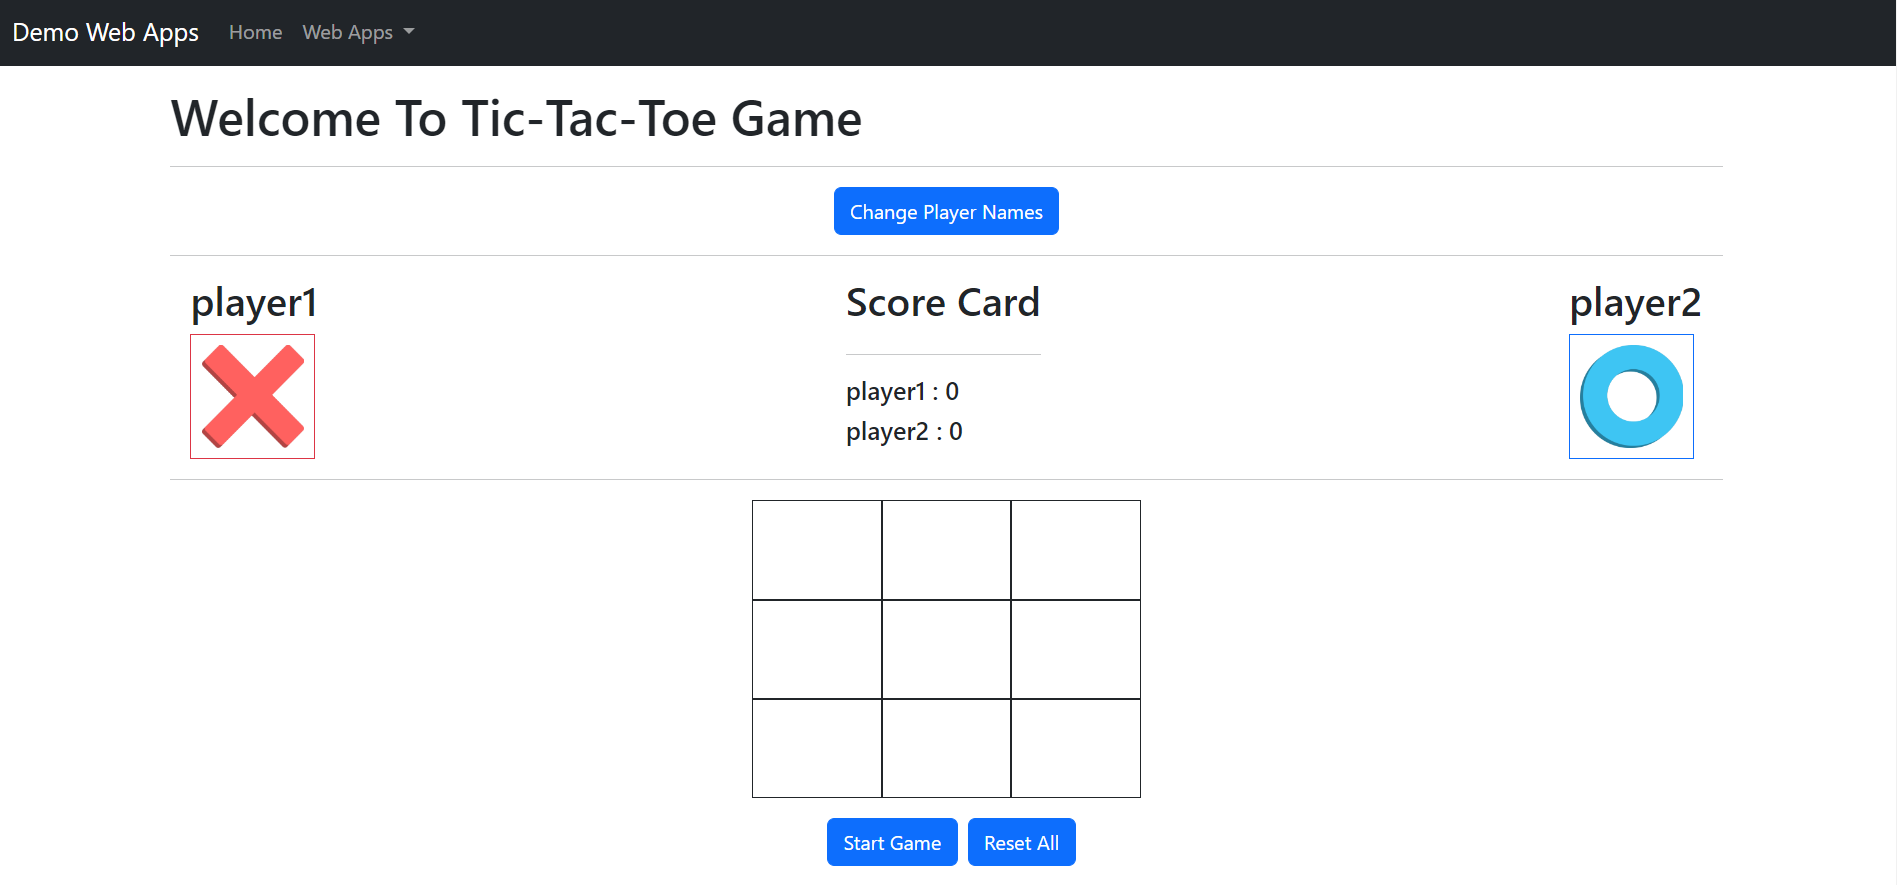 Demo Web Apps Home Web Apps
Welcome To Tic-Tac-Toe Game
Change Player Names
player1
Score Card
player2
player1 : 0
player2 : 0
Start Game
Reset All